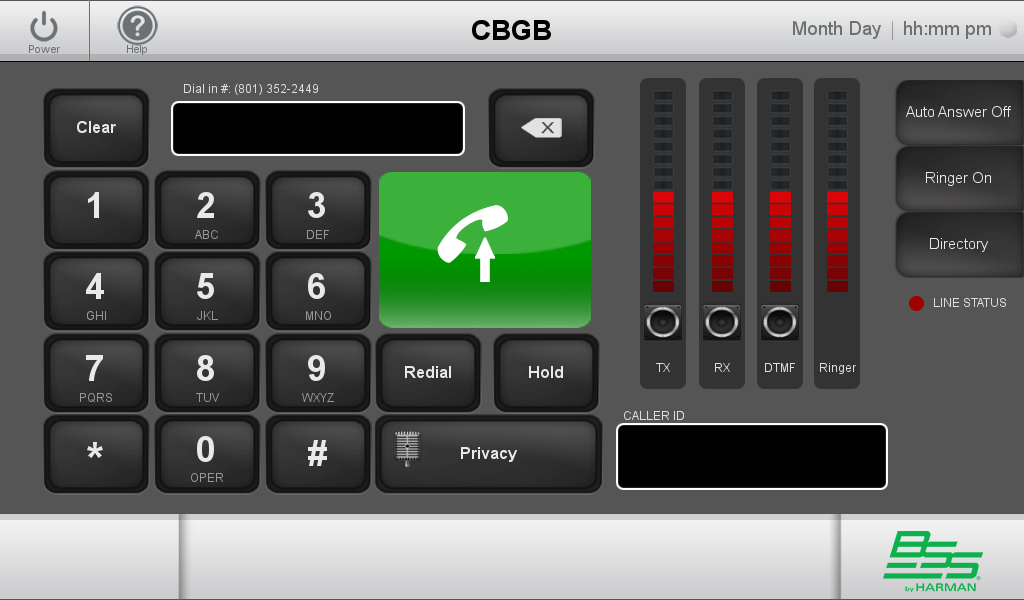 Power
Help
CBGB
Month Day | hh:mm pm
Dial in #: (801) 352-2449
Clear
1
2
ABC
3
DEF
4
GHI
5
JKL
6
MNO
7
PQRS
8
TUV
9
WXYZ
*
0
OPER
#
Redial
Hold
Privacy
TX
RX
DTMF
Ringer
CALLER ID
Auto Answer Off
Ringer On
Directory
LINE STATUS
BSS
by HARMAN